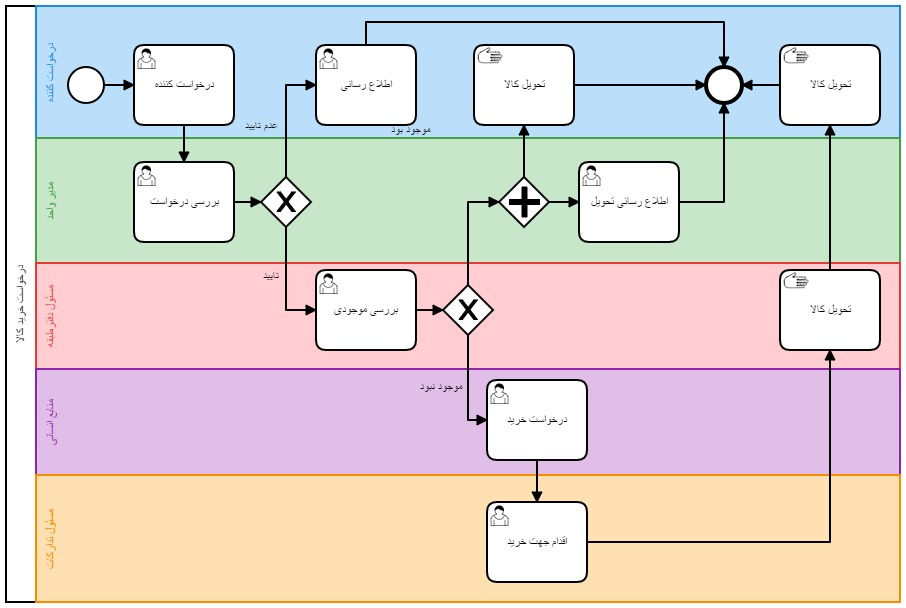 درخواست خرید کالا
درخواست کننده
درخواست کننده
اطلاع رسانی
تحویل کالا
تحویل کالا
عدم تایید
موجود بود
مدیر واحد
بررسی درخواست
اطلاع رسانی تحویل
تایید
مسئول دفترطبقه
بررسی موجودی
تحویل کالا
موجود نبود
منابع انسانی
درخواست خرید
مسئول تدارکات
اقدام جهت خرید